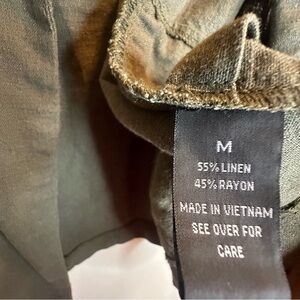 M
55% LINEN
45% RAYON
MADE IN VIETNAM
SEE OVER FOR
CARE